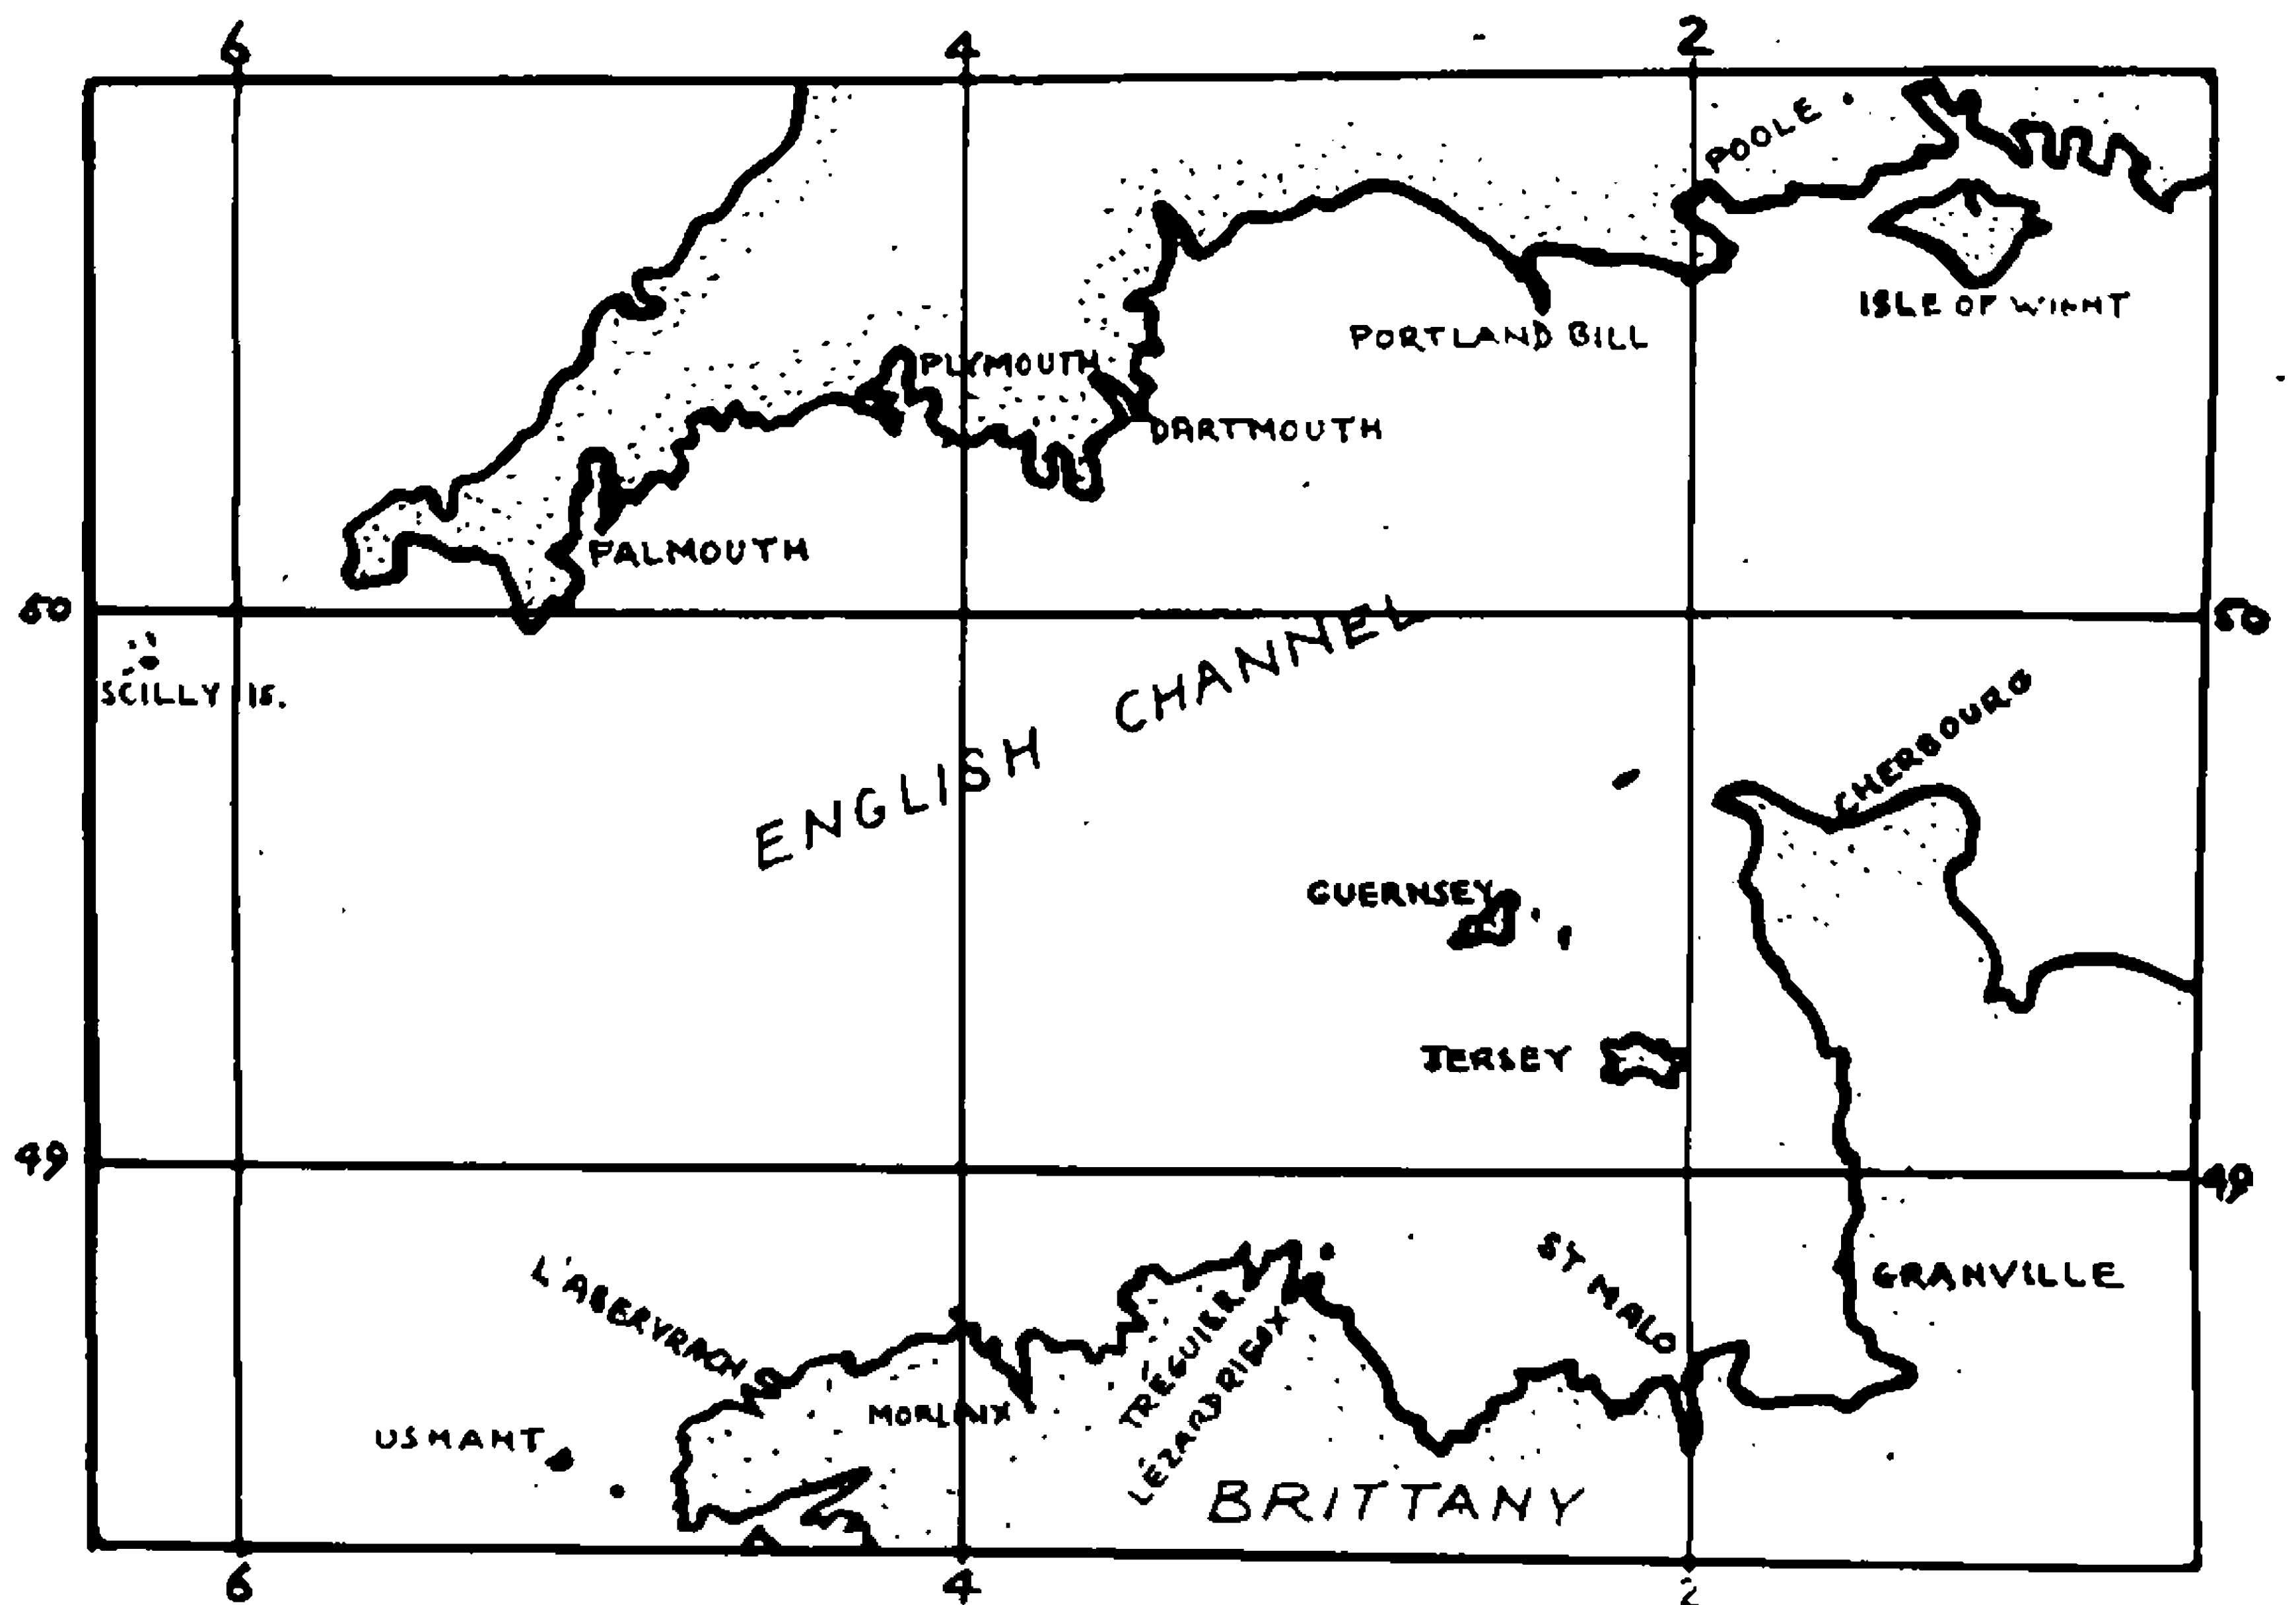 6 4 2
POOLE
ISLE OF WIGHT
PORTLAND BILL
PLYMOUTH
DARTMOUTH
FALMOUTH
50 50
SCILLY IS.
ENGLISH CHANNEL
CHERBOURG
GUERNSEY
JERSEY
49 49
L'ABERVRACH
ST MALO
GRANVILLE
TRÉGUIER
LÉZARDRIEUX
MORLAIX
USHANT
BRITTANY
6 4 2